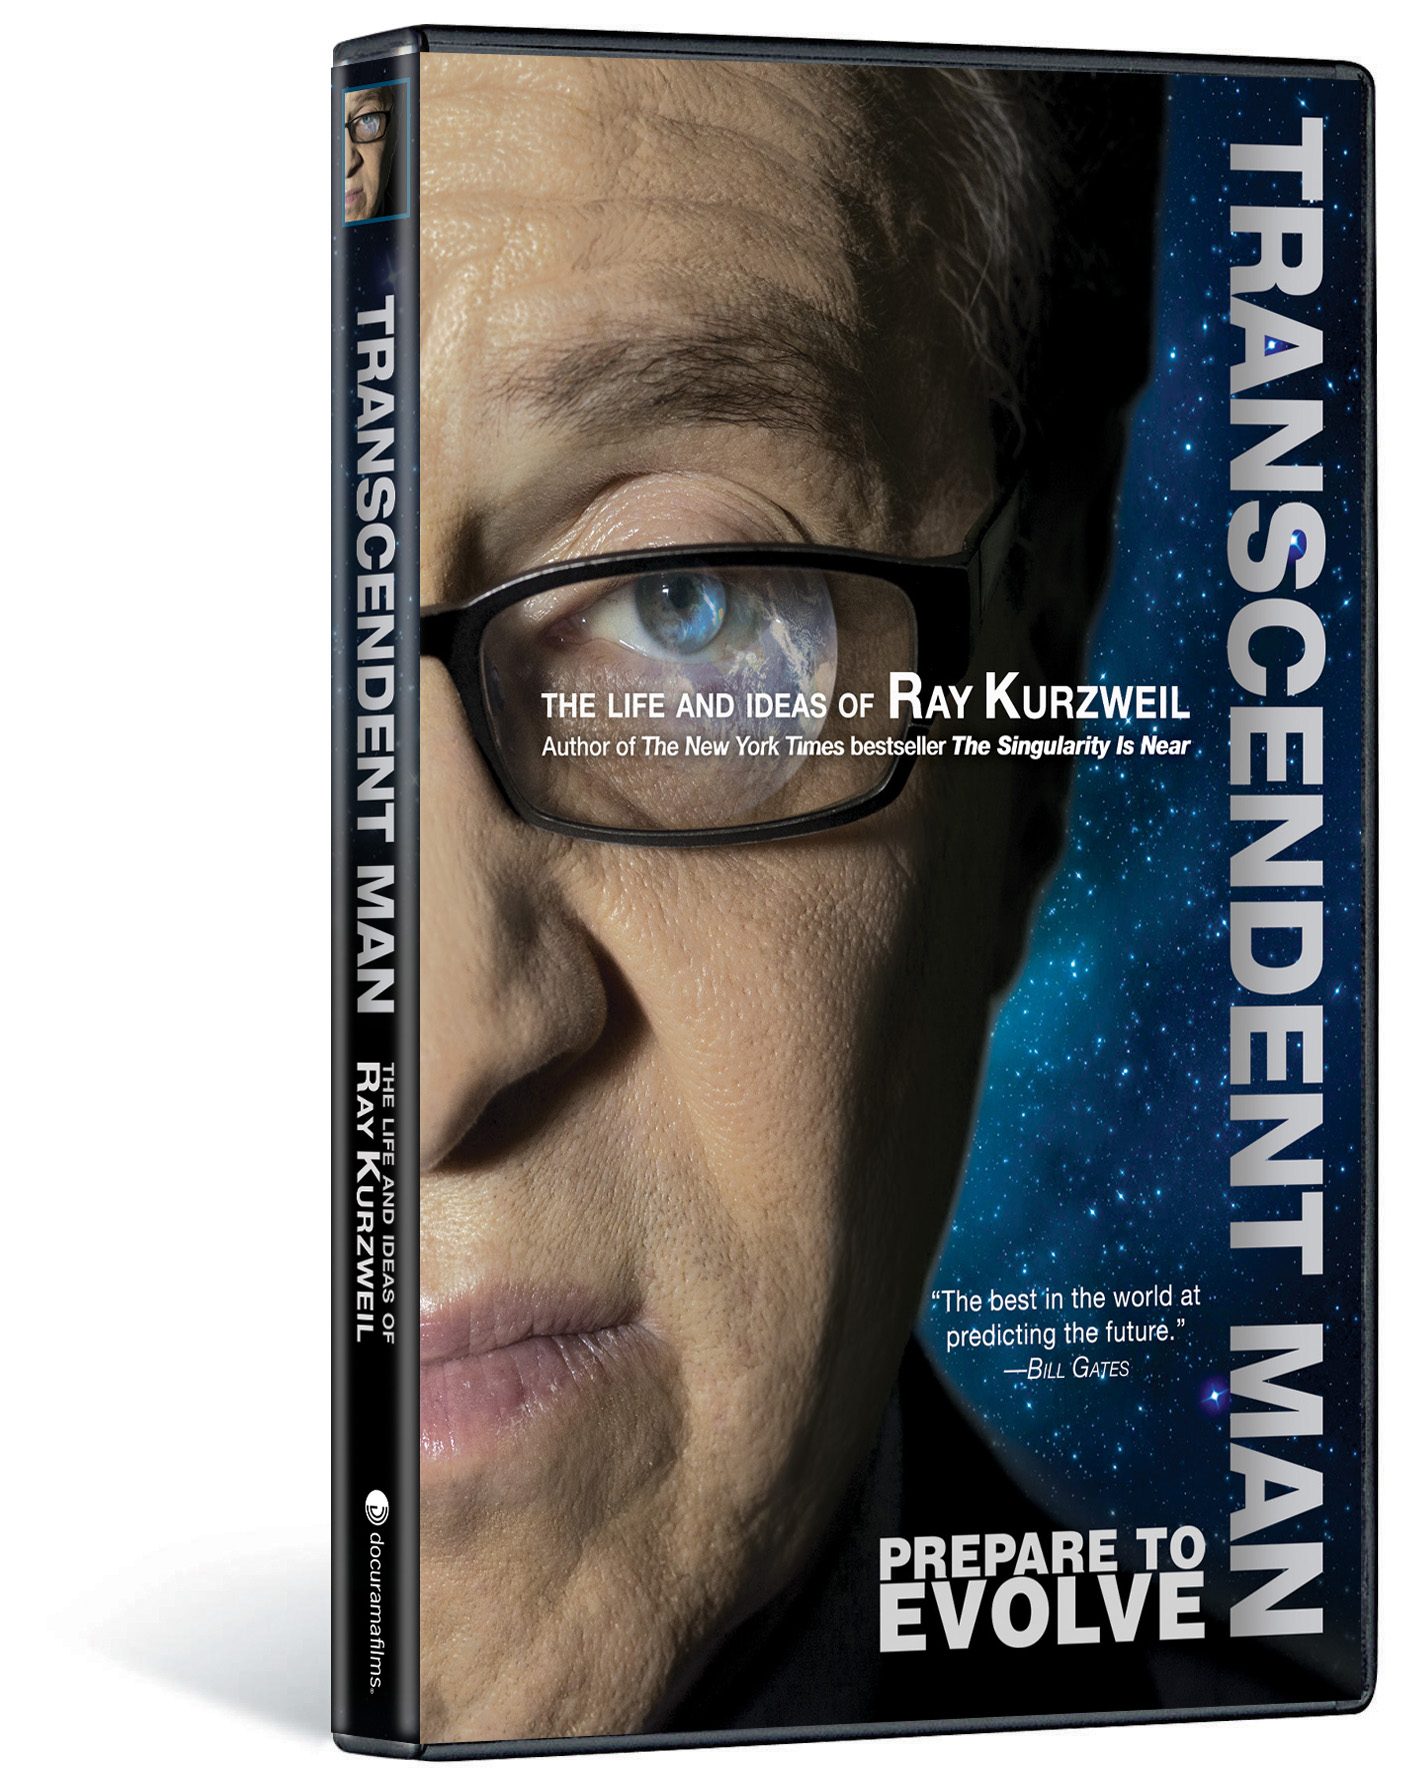 TRANSCENDENT MAN
THE LIFE AND IDEAS OF
RAY KURZWEIL
docuramafilms®
THE LIFE AND IDEAS OF RAY KURZWEIL
Author of The New York Times bestseller The Singularity Is Near
TRANSCENDENT MAN
“The best in the world at
predicting the future.”
—BILL GATES
PREPARE TO
EVOLVE